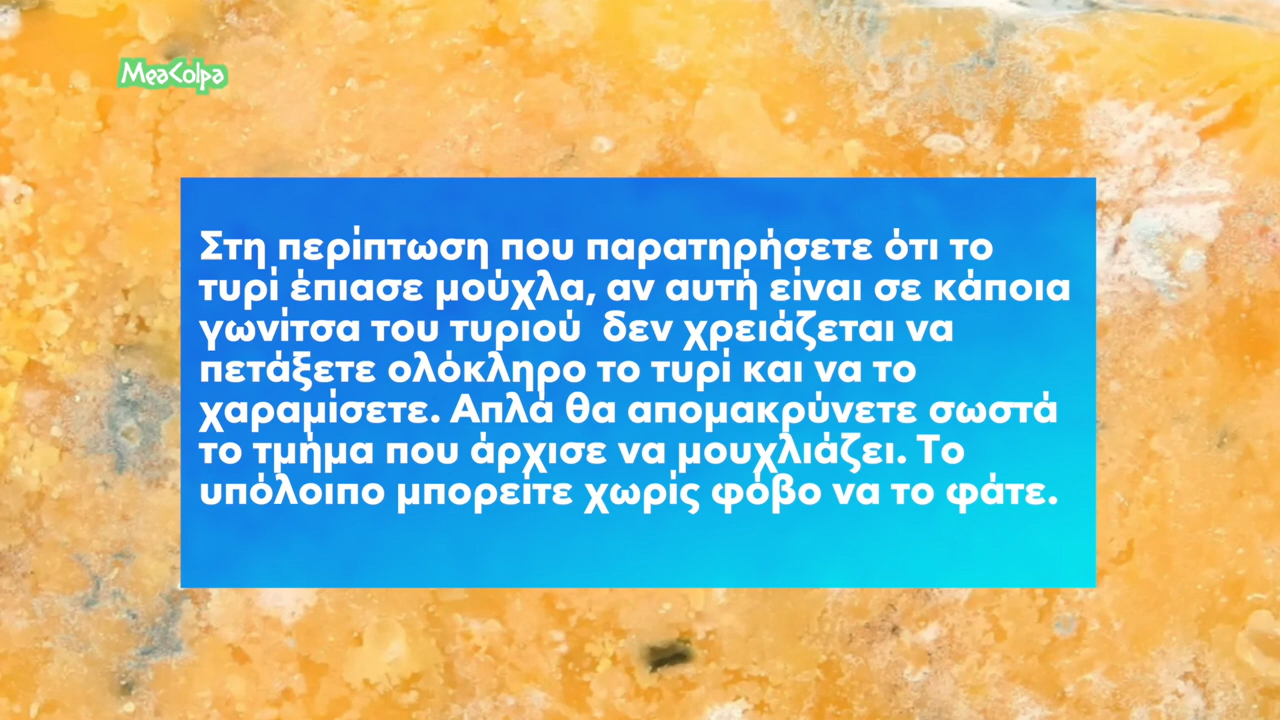 MeaColpa
Στη περίπτωση που παρατηρήσετε ότι το
τυρί έπιασε μούχλα, αν αυτή είναι σε κάποια
γωνίτσα του τυριού  δεν χρειάζεται να
πετάξετε ολόκληρο το τυρί και να το
χαραμίσετε. Απλά θα απομακρύνετε σωστά
το τμήμα που άρχισε να μουχλιάζει. Το
υπόλοιπο μπορείτε χωρίς φόβο να το φάτε.